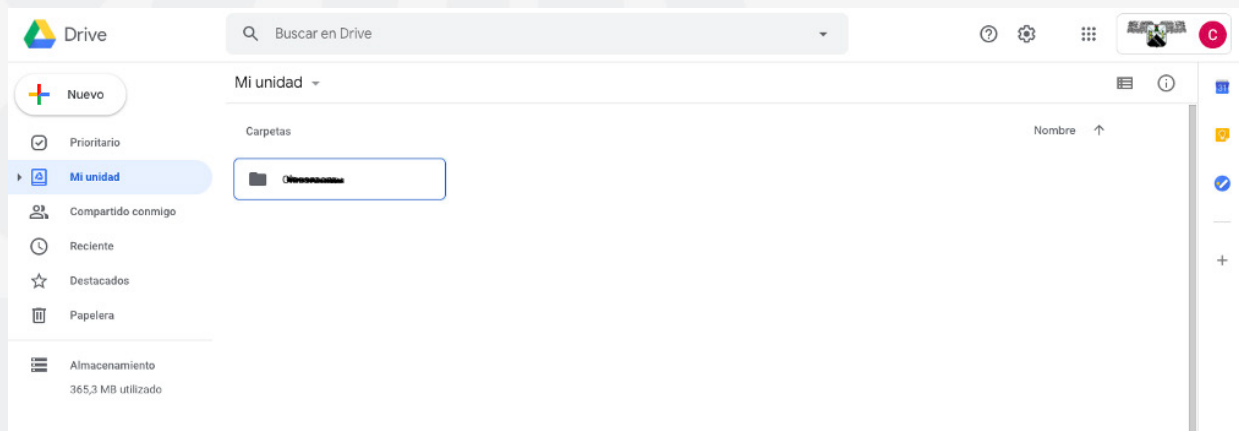 Drive
Buscar en Drive
C
Nuevo
Mi unidad
31
Prioritario
Carpetas
Nombre
Mi unidad
Compartido conmigo
Reciente
Destacados
Papelera
Almacenamiento
365,3 MB utilizado